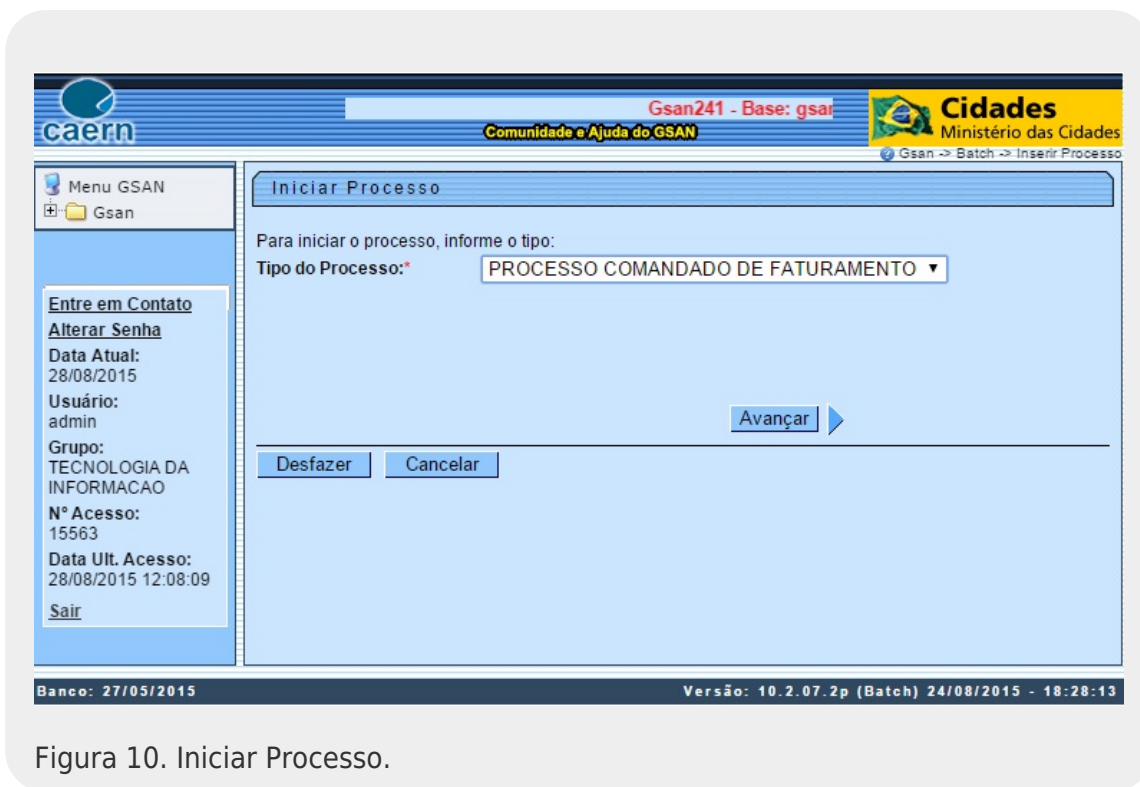 caern
Gsan241 - Base: gsar
Comunidade e Ajuda do GSAN
Cidades
Ministério das Cidades
Gsan -> Batch -> Inserir Processo
Menu GSAN
Gsan
Iniciar Processo
Para iniciar o processo, informe o tipo:
Tipo do Processo:* PROCESSO COMANDADO DE FATURAMENTO
Avançar
Desfazer Cancelar
Entre em Contato
Alterar Senha
Data Atual:
28/08/2015
Usuário:
admin
Grupo:
TECNOLOGIA DA
INFORMACAO
Nº Acesso:
15563
Data Ult. Acesso:
28/08/2015 12:08:09
Sair
Banco: 27/05/2015 Versão: 10.2.07.2p (Batch) 24/08/2015 - 18:28:13
Figura 10. Iniciar Processo.